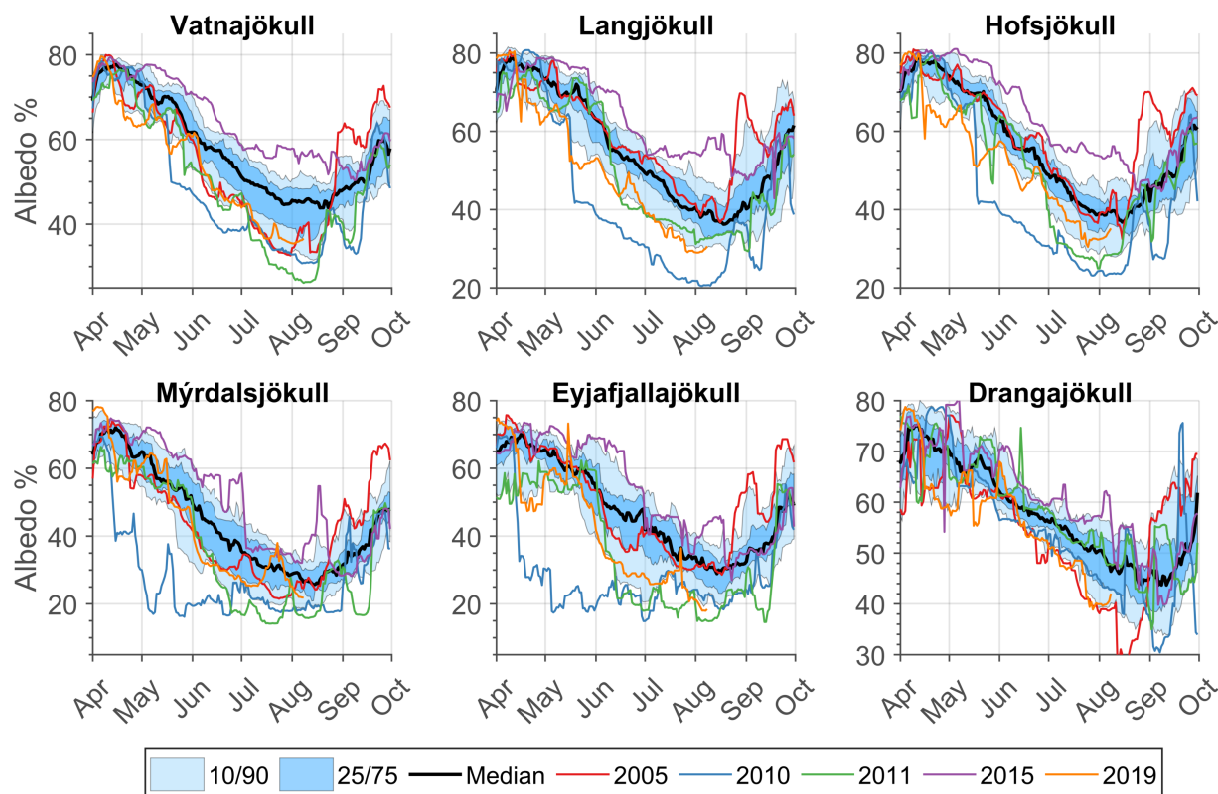 Vatnajökull
Langjökull
Hofsjökull
Albedo %
80
60
40
Apr
May
Jun
Jul
Aug
Sep
Oct
80
60
40
20
Apr
May
Jun
Jul
Aug
Sep
Oct
80
60
40
20
Apr
May
Jun
Jul
Aug
Sep
Oct
Mýrdalsjökull
Eyjafjallajökull
Drangajökull
Albedo %
80
60
40
20
Apr
May
Jun
Jul
Aug
Sep
Oct
80
60
40
20
Apr
May
Jun
Jul
Aug
Sep
Oct
80
70
60
50
40
30
Apr
May
Jun
Jul
Aug
Sep
Oct
10/90 25/75 Median 2005 2010 2011 2015 2019